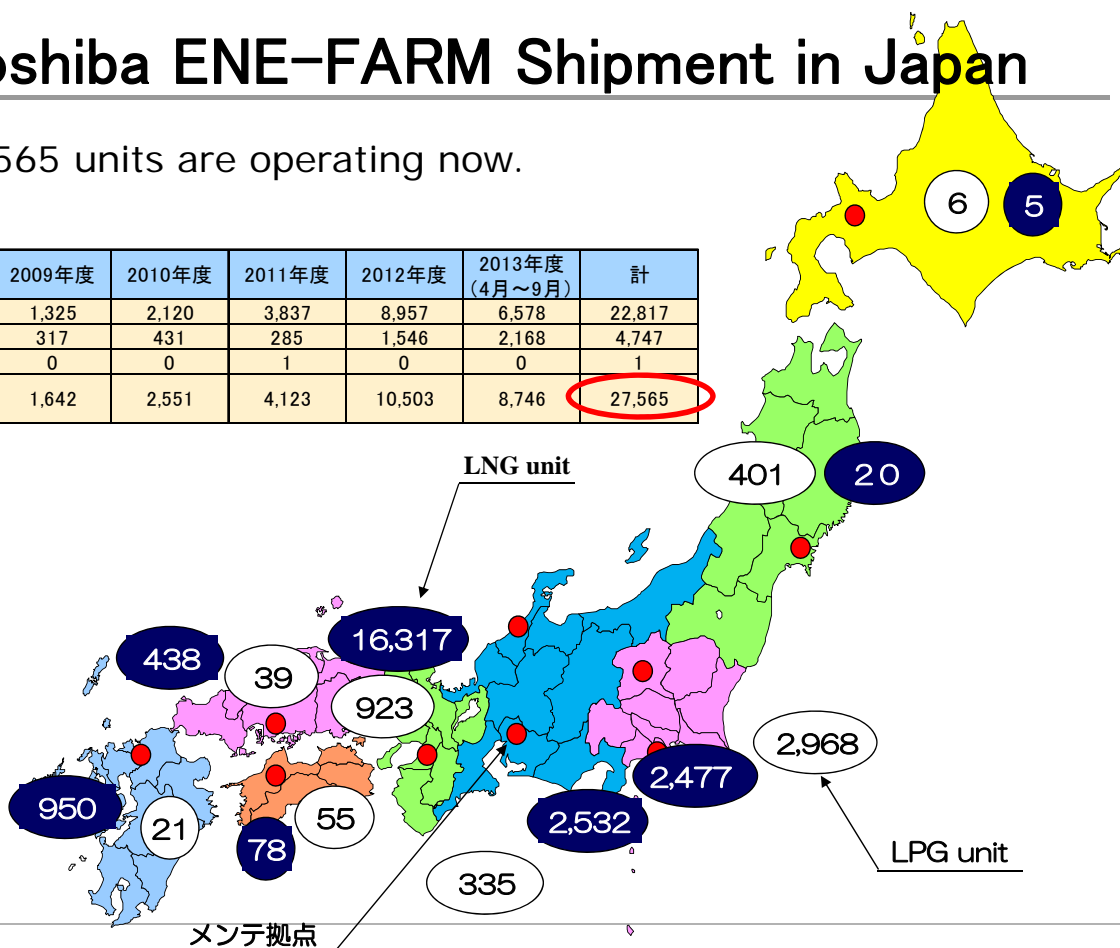 oshiba ENE-FARM Shipment in Japan
565 units are operating now.
2009年度 2010年度 2011年度 2012年度 2013年度 (4月～9月) 計
1,325 2,120 3,837 8,957 6,578 22,817
317 431 285 1,546 2,168 4,747
0 0 1 0 0 1
1,642 2,551 4,123 10,503 8,746 27,565
6 5
LNG unit
401 20
16,317
438 39
923
2,968
2,477
950 21 55 2,532
78
LPG unit
335
メンテ拠点